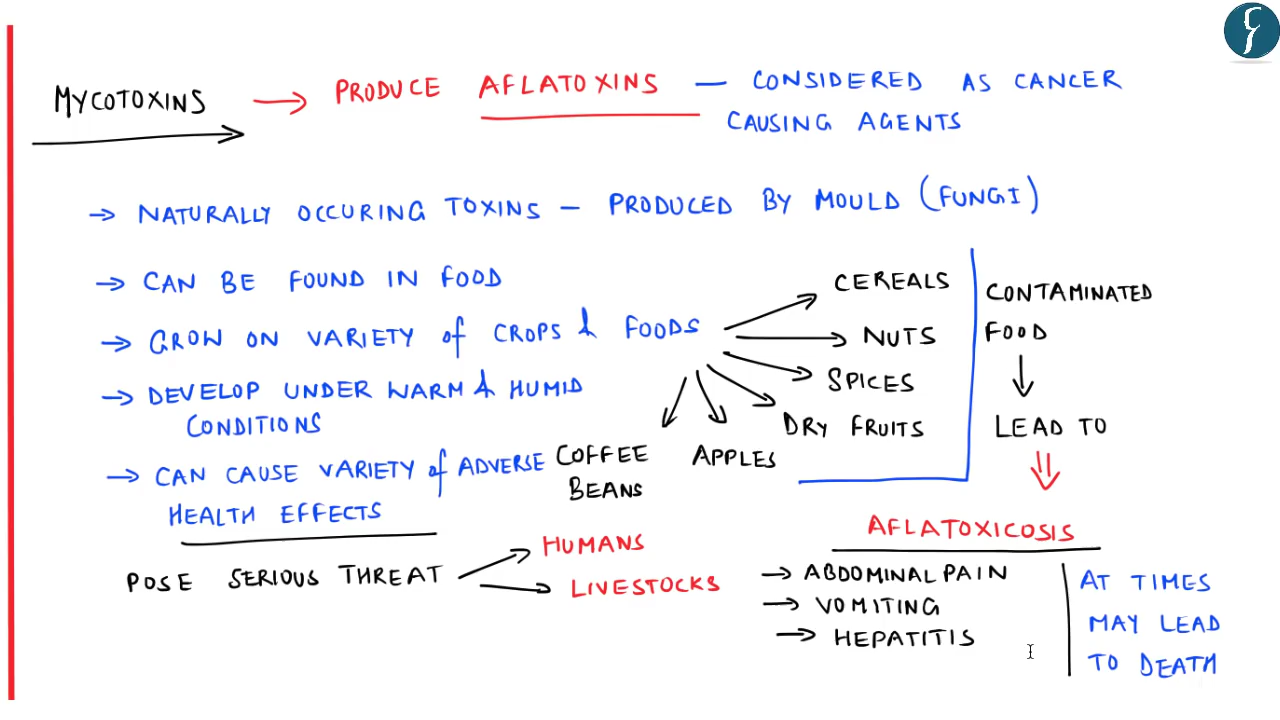 MYCOTOXINS → PRODUCE AFLATOXINS — CONSIDERED AS CANCER
CAUSING AGENTS
→ NATURALLY OCCURING TOXINS – PRODUCED BY MOULD (FUNGI)
→ CAN BE FOUND IN FOOD
→ GROW ON VARIETY of CROPS & FOODS
CEREALS
NUTS
SPICES
DRY FRUITS
APPLES
COFFEE
BEANS
→ DEVELOP UNDER WARM & HUMID
CONDITIONS
→ CAN CAUSE VARIETY of ADVERSE
HEALTH EFFECTS
POSE SERIOUS THREAT
HUMANS
LIVESTOCKS
CONTAMINATED
FOOD
LEAD TO
AFLATOXICOSIS
→ ABDOMINAL PAIN
→ VOMITING
→ HEPATITIS
AT TIMES
MAY LEAD
TO DEATH